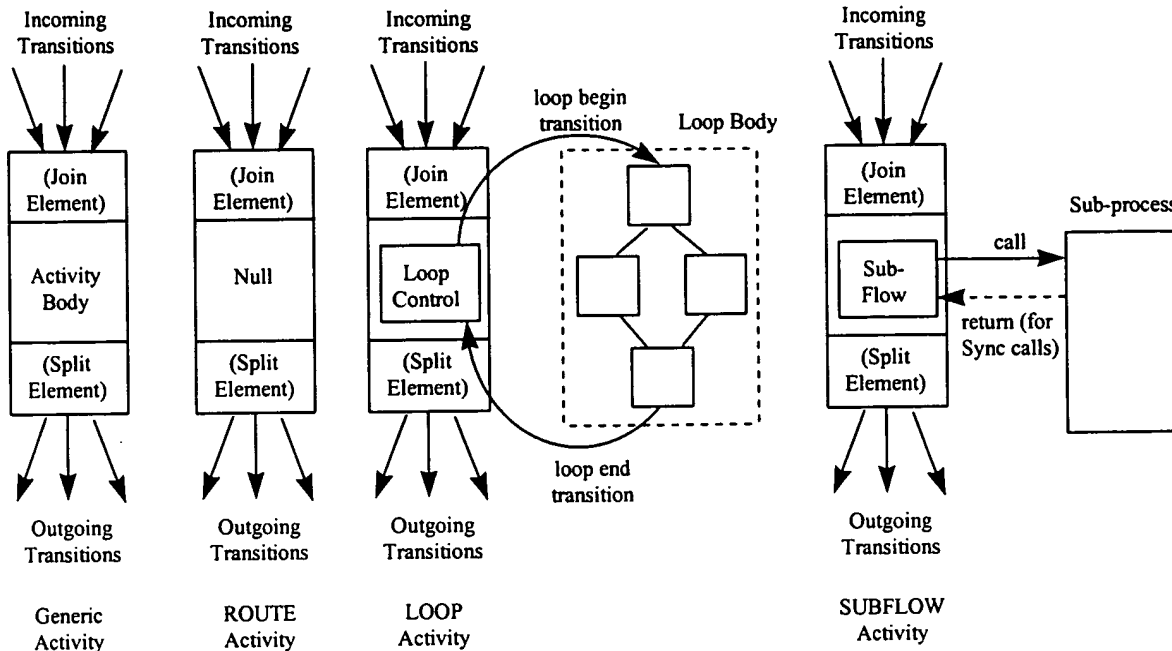 Incoming
Transitions
(Join
Element)
Activity
Body
(Split
Element)
Outgoing
Transitions
Generic
Activity
Incoming
Transitions
(Join
Element)
Null
(Split
Element)
Outgoing
Transitions
ROUTE
Activity
Incoming
Transitions
(Join
Element)
Loop
Control
(Split
Element)
Outgoing
Transitions
LOOP
Activity
loop begin
transition
Loop Body
loop end
transition
Incoming
Transitions
(Join
Element)
Sub-
Flow
(Split
Element)
Outgoing
Transitions
SUBFLOW
Activity
call
return (for
Sync calls)
Sub-process